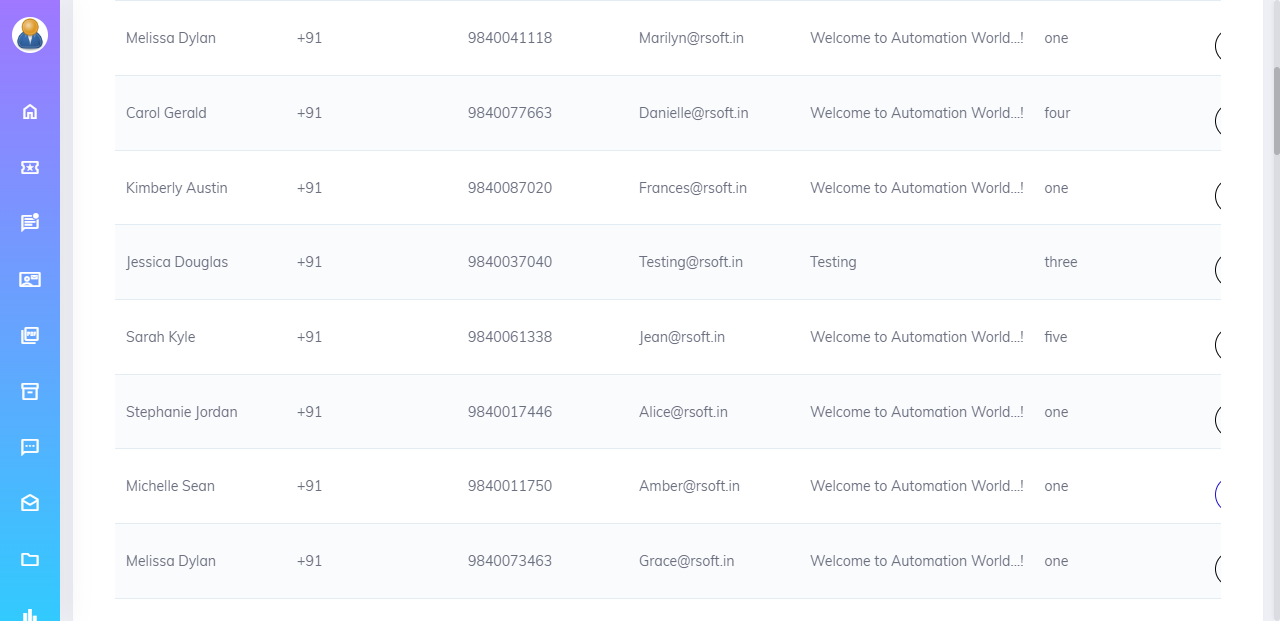 Melissa Dylan +91 9840041118 Marilyn@rsoft.in Welcome to Automation World...! one
Carol Gerald +91 9840077663 Danielle@rsoft.in Welcome to Automation World...! four
Kimberly Austin +91 9840087020 Frances@rsoft.in Welcome to Automation World...! one
Jessica Douglas +91 9840037040 Testing@rsoft.in Testing three
Sarah Kyle +91 9840061338 Jean@rsoft.in Welcome to Automation World...! five
Stephanie Jordan +91 9840017446 Alice@rsoft.in Welcome to Automation World...! one
Michelle Sean +91 9840011750 Amber@rsoft.in Welcome to Automation World...! one
Melissa Dylan +91 9840073463 Grace@rsoft.in Welcome to Automation World...! one